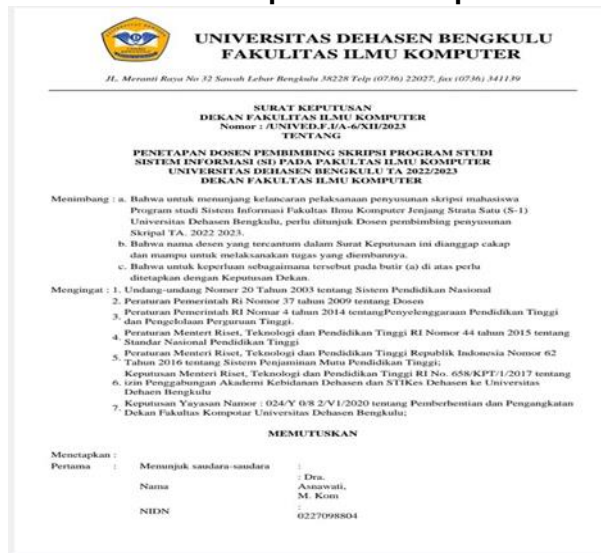 UNIVERSITAS DEHASEN BENGKULU
FAKULITAS ILMU KOMPUTER
JL. Meranti Raya No 32 Sawah Lebar Bengkulu 38228 Telp (0736) 22027, fax (0736) 341139
SURAT KEPUTUSAN
DEKAN FAKULITAS ILMU KOMPUTER
Nomor : /UNIVED.F.I/A-6/XII/2023
TENTANG
PENETAPAN DOSEN PEMBIMBING SKRIPSI PROGRAM STUDI
SISTEM INFORMASI (SI) PADA PAKULITAS ILMU KOMPUTER
UNIVERSITAS DEHASEN BENGKULU TA 2022/2023
DEKAN FAKULITAS ILMU KOMPUTER
Menimbang : a. Bahwa untuk menunjang kelancaran pelaksanaan penyusunan skripsi mahasiswa
Program studi Sistem Informasi Fakultas Ilmu Komputer Jenjang Strata Satu (S-1)
Universitas Dehasen Bengkulu, perlu ditunjuk Dosen pembimbing penyusunan
Skripal TA. 2022 2023.
b. Bahwa nama desen yang tercantum dalam Surat Keputusan ini dianggap cakap
dan mampu untuk melaksanakan tugas yang diembannya.
c. Bahwa untuk keperluan sebagaimana tersebut pada butir (a) di atas perlu
ditetapkan dengan Keputusan Dekan.
Mengingat : 1. Undang-undang Nomer 20 Tahun 2003 tentang Sistem Pendidikan Nasional
2. Peraturan Pemerintah Ri Nomor 37 tahun 2009 tentang Dosen
3. Peraturan Pemerintah RI Nomar 4 tahun 2014 tentangPenyelenggaraan Pendidikan Tinggi
dan Pengelolaan Perguruan Tinggi.
4. Peraturan Menteri Riset, Teknologi dan Pendidikan Tinggi RI Nomor 44 tahun 2015 tentang
Standar Nasional Pendidikan Tinggi
5. Peraturan Menteri Riset, Teknologi dan Pendidikan Tinggi Republik Indonesia Nomor 62
Tahun 2016 tentang Sistem Penjaminan Mutu Pendidikan Tinggi;
Keputusan Menteri Riset, Teknologi dan Pendidikan Tinggi RI No. 658/KPT/1/2017 tentang
6. izin Penggabungan Akademi Kebidanan Dehasen dan STIKes Dehasen ke Universitas
Dehaen Bengkulu
7. Keputusan Yayasan Namor : 024/Y 0/8 2/V1/2020 tentang Pemberbentian dan Pengangkatan
Dekan Fakultas Komputar Universitas Dehasen Bengkulu;
MEMUTUSKAN
Menetapkan :
Pertama : Menunjuk saudara-saudara :
Nama : Dra.
Asnawati,
M. Kom
NIDN :
0227098804